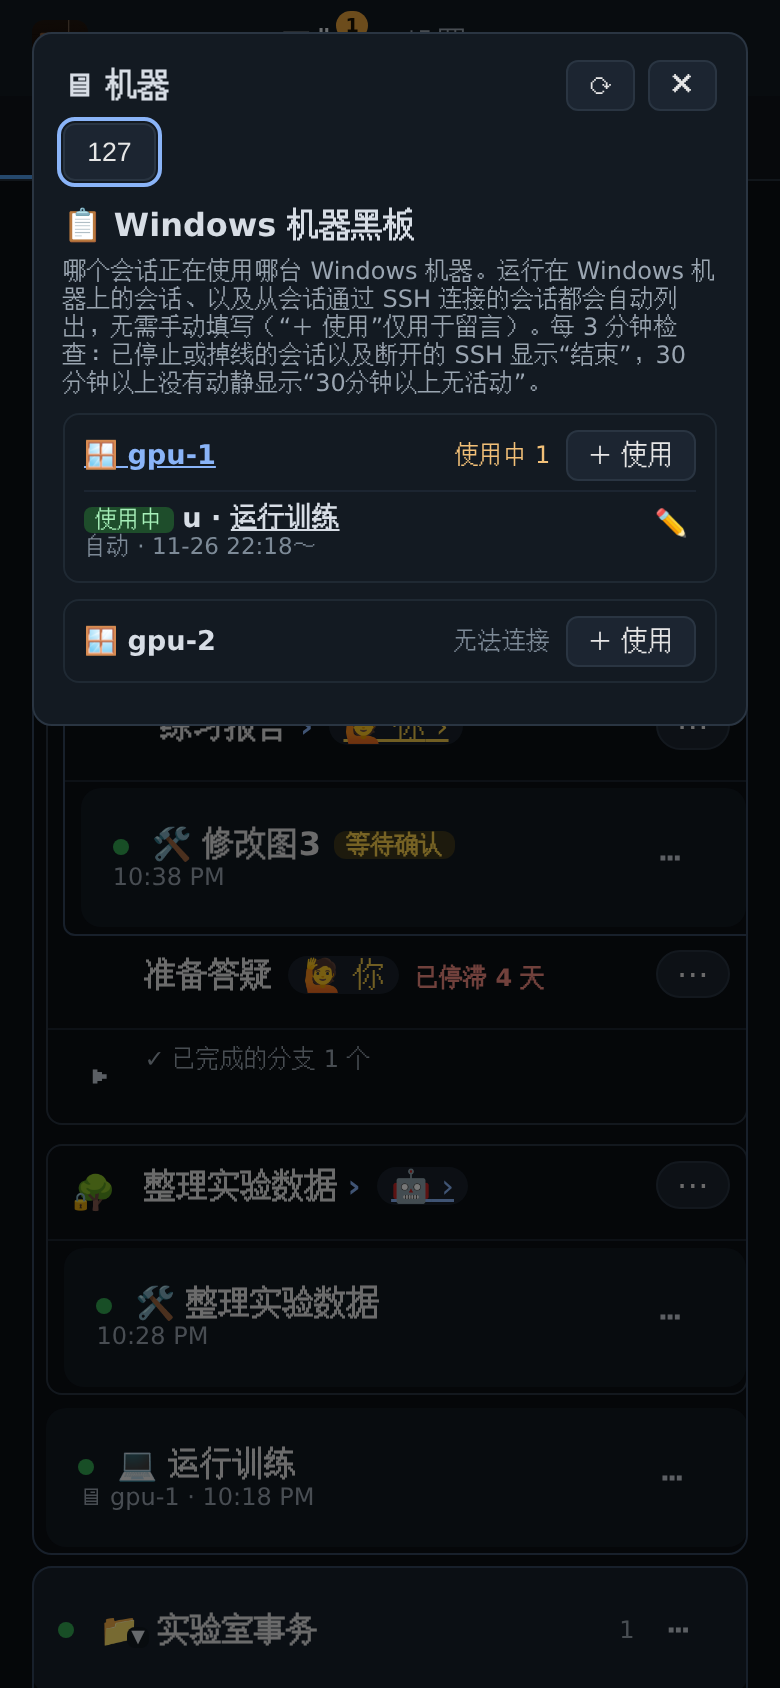 1
🖥 机器
⟳ ✕
127
📋 Windows 机器黑板
哪个会话正在使用哪台 Windows 机器。运行在 Windows 机
器上的会话、以及从会话通过 SSH 连接的会话都会自动列
出，无需手动填写（“＋ 使用”仅用于留言）。每 3 分钟检
查：已停止或掉线的会话以及断开的 SSH 显示“结束”，30
分钟以上没有动静显示“30分钟以上无活动”。
🪟 gpu-1 使用中 1 ＋ 使用
使用中 u · 运行训练 ✏️
自动 · 11-26 22:18～
🪟 gpu-2 无法连接 ＋ 使用
练习报告 › 🙋 你 › ⋯
🛠 修改图3 等待确认 ⋯
10:38 PM
准备答疑 🙋 你 已停滞 4 天 ⋯
✓ 已完成的分支 1 个
🌳🔒 整理实验数据 › 🤖 › ⋯
🛠 整理实验数据 ⋯
10:28 PM
💻 运行训练 ⋯
🖥 gpu-1 · 10:18 PM
📁▼ 实验室事务 1 ⋯